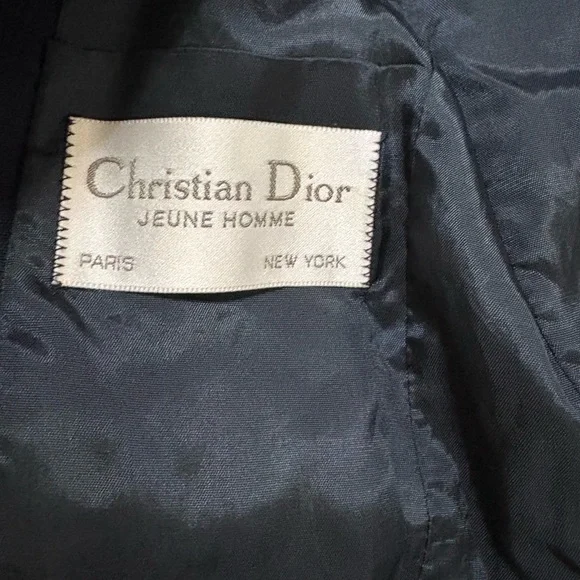 Christian Dior
JEUNE HOMME
PARIS NEW YORK